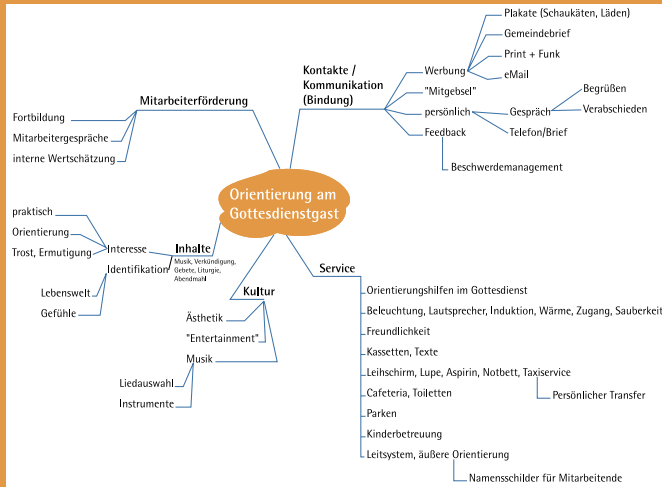 Orientierung am
Gottesdienstgast
Mitarbeiterförderung
Fortbildung
Mitarbeitergespräche
interne Wertschätzung
Kontakte /
Kommunikation
(Bindung)
Werbung
Plakate (Schaukäten, Läden)
Gemeindebrief
Print + Funk
eMail
"Mitgebsel"
persönlich
Gespräch
Begrüßen
Verabschieden
Telefon/Brief
Feedback
Beschwerdemanagement
Inhalte
Musik, Verkündigung,
Gebete, Liturgie,
Abendmahl
Interesse
praktisch
Orientierung
Trost, Ermutigung
Identifikation
Lebenswelt
Gefühle
Kultur
Ästhetik
"Entertainment"
Musik
Liedauswahl
Instrumente
Service
Orientierungshilfen im Gottesdienst
Beleuchtung, Lautsprecher, Induktion, Wärme, Zugang, Sauberkeit
Freundlichkeit
Kassetten, Texte
Leihschirm, Lupe, Aspirin, Notbett, Taxiservice
Persönlicher Transfer
Cafeteria, Toiletten
Parken
Kinderbetreuung
Leitsystem, äußere Orientierung
Namensschilder für Mitarbeitende